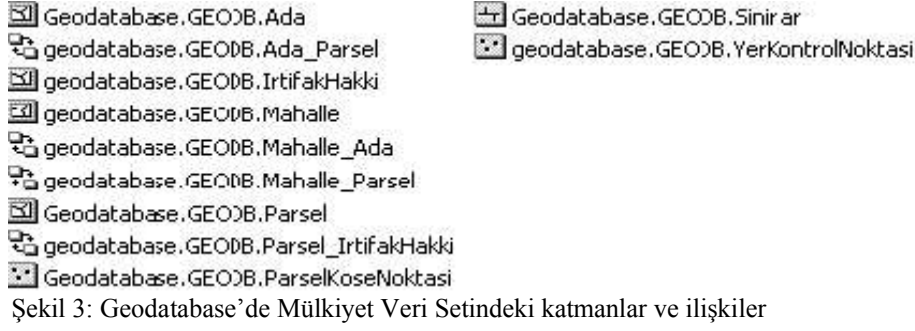 Geodatabase.GEODB.Ada
geodatabase.GEODB.Ada_Parsel
geodatabase.GEODB.IrtifakHakki
geodatabase.GEODB.Mahalle
geodatabase.GEODB.Mahalle_Ada
geodatabase.GEODB.Mahalle_Parsel
Geodatabase.GEODB.Parsel
geodatabase.GEODB.Parsel_IrtifakHakki
Geodatabase.GEODB.ParselKoseNoktasi
Geodatabase.GEODB.Sinirar
geodatabase.GEODB.YerKontrolNoktasi
Şekil 3: Geodatabase’de Mülkiyet Veri Setindeki katmanlar ve ilişkiler